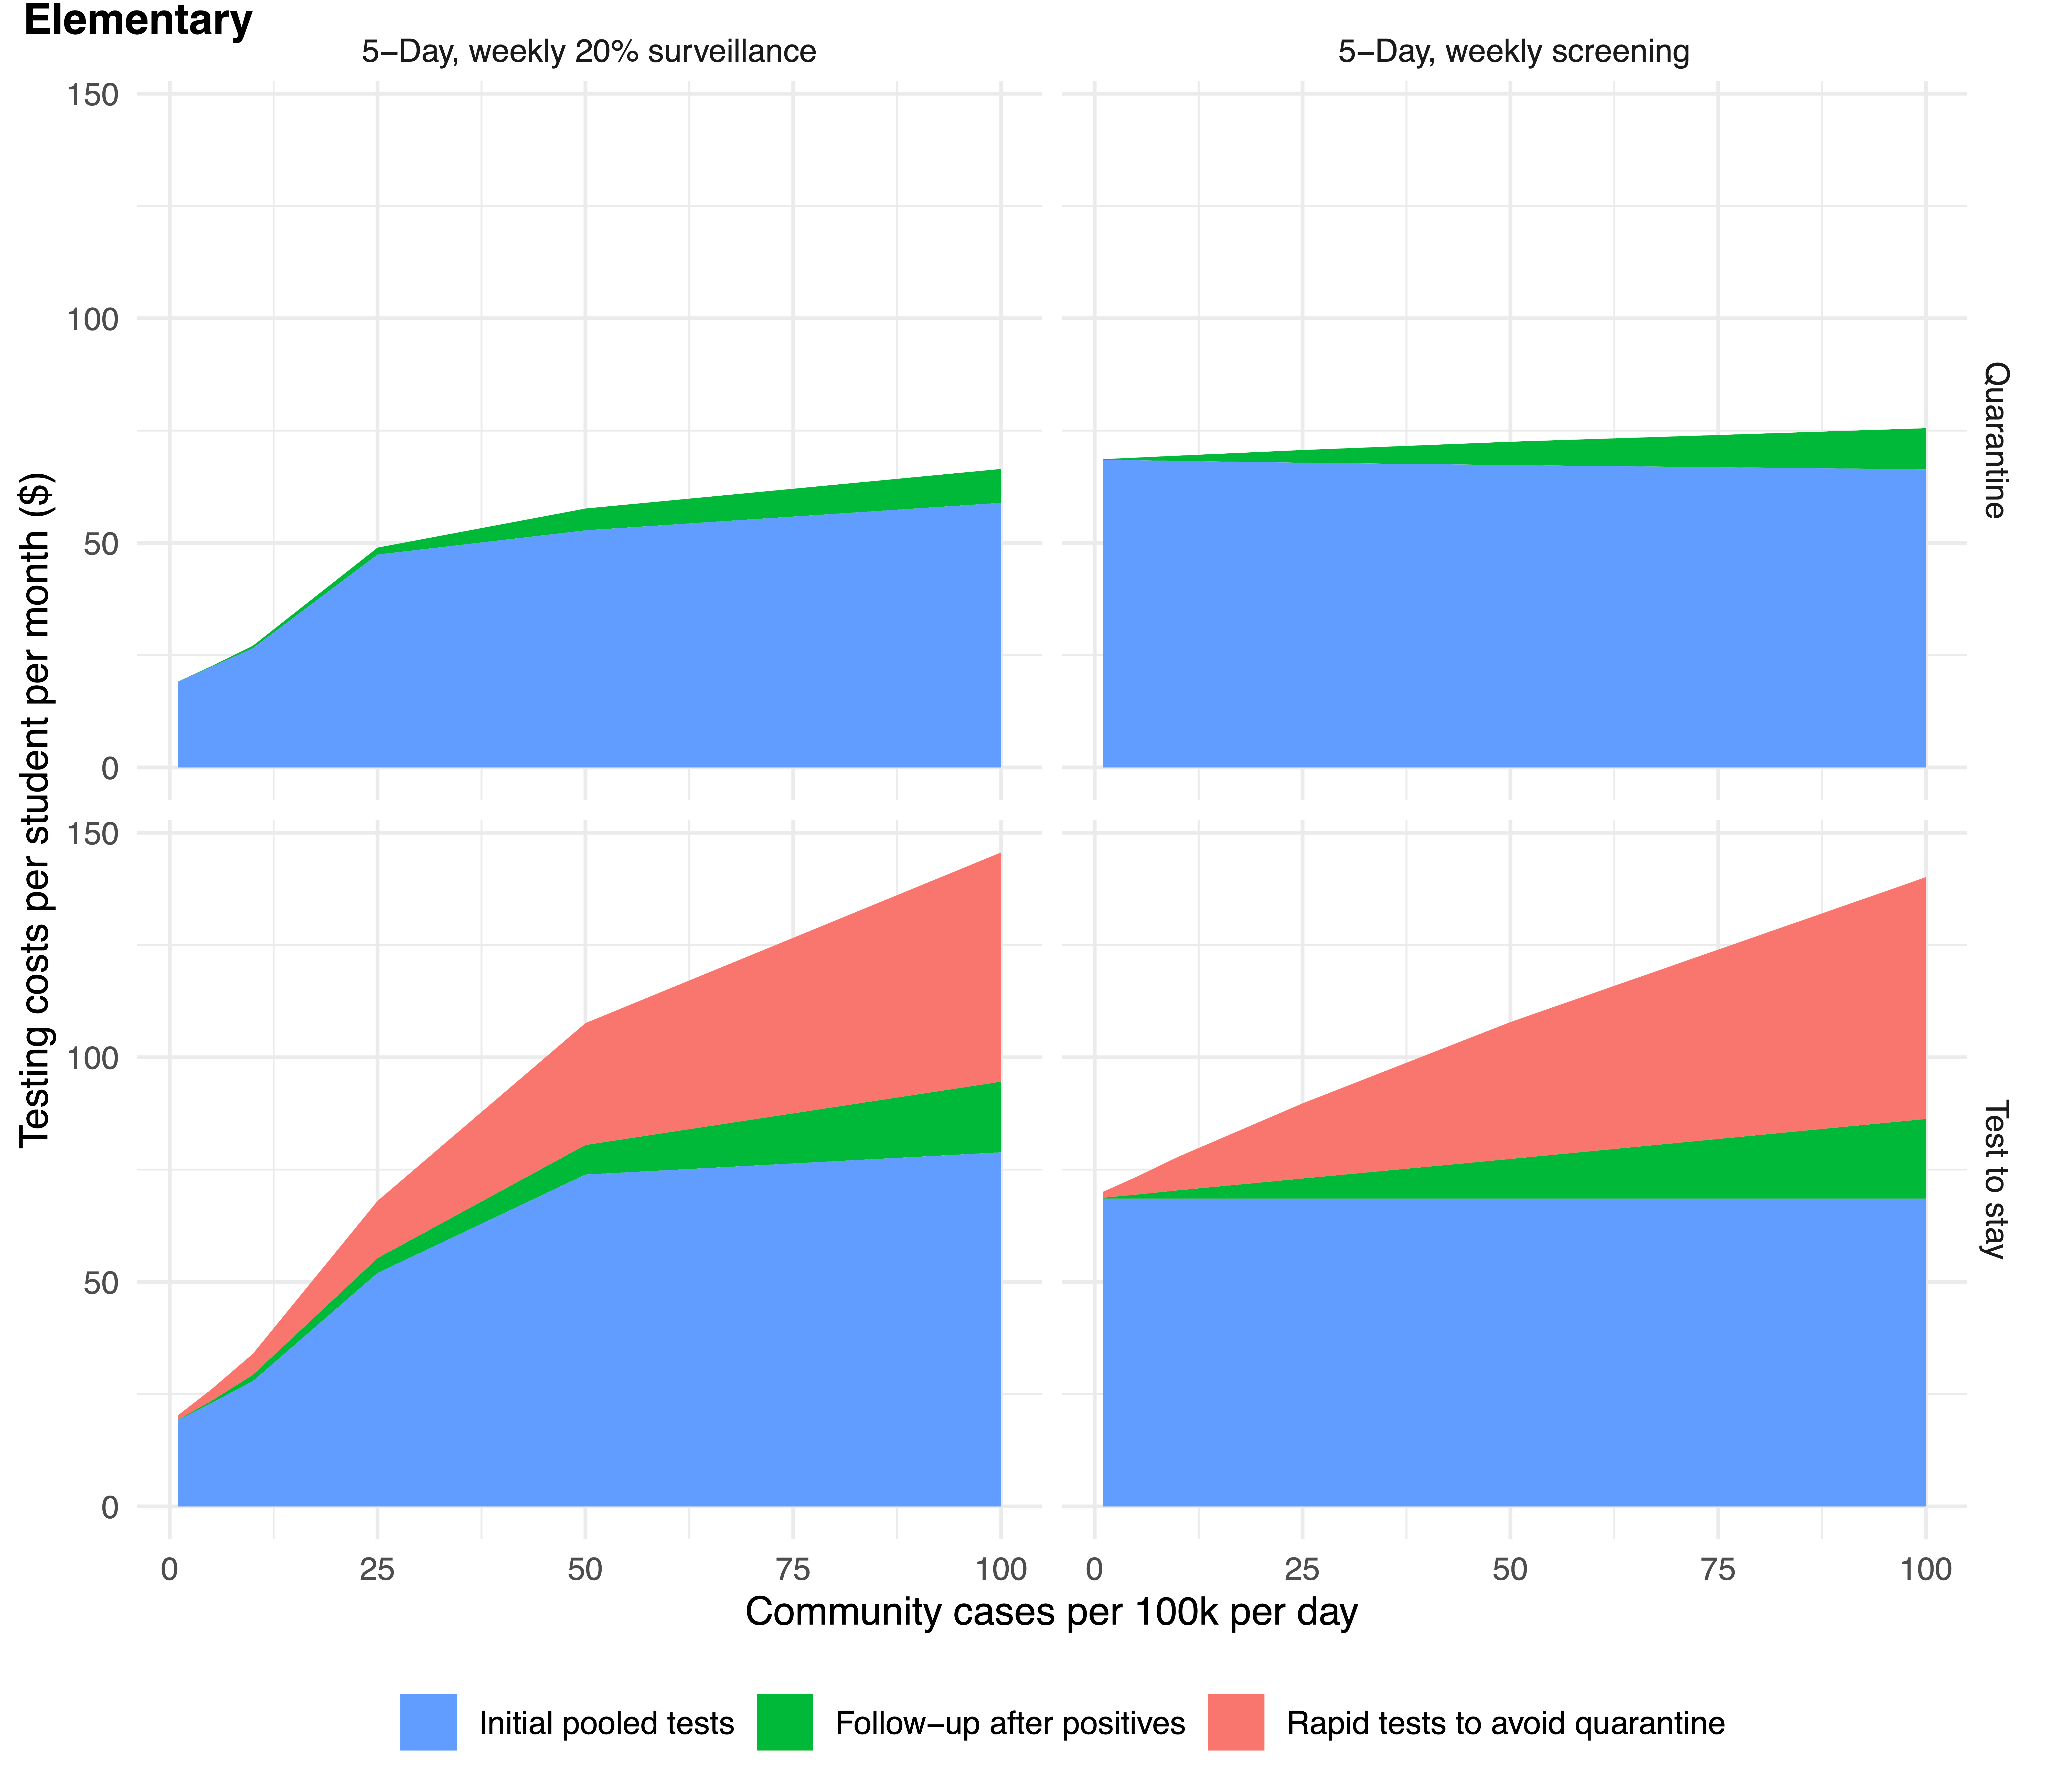 Elementary
5−Day, weekly 20% surveillance
5−Day, weekly screening
150
100
50
0
Quarantine
150
100
50
0
Test to stay
Testing costs per student per month ($)
0 25 50 75 100 0 25 50 75 100
Community cases per 100k per day
Initial pooled tests Follow−up after positives Rapid tests to avoid quarantine